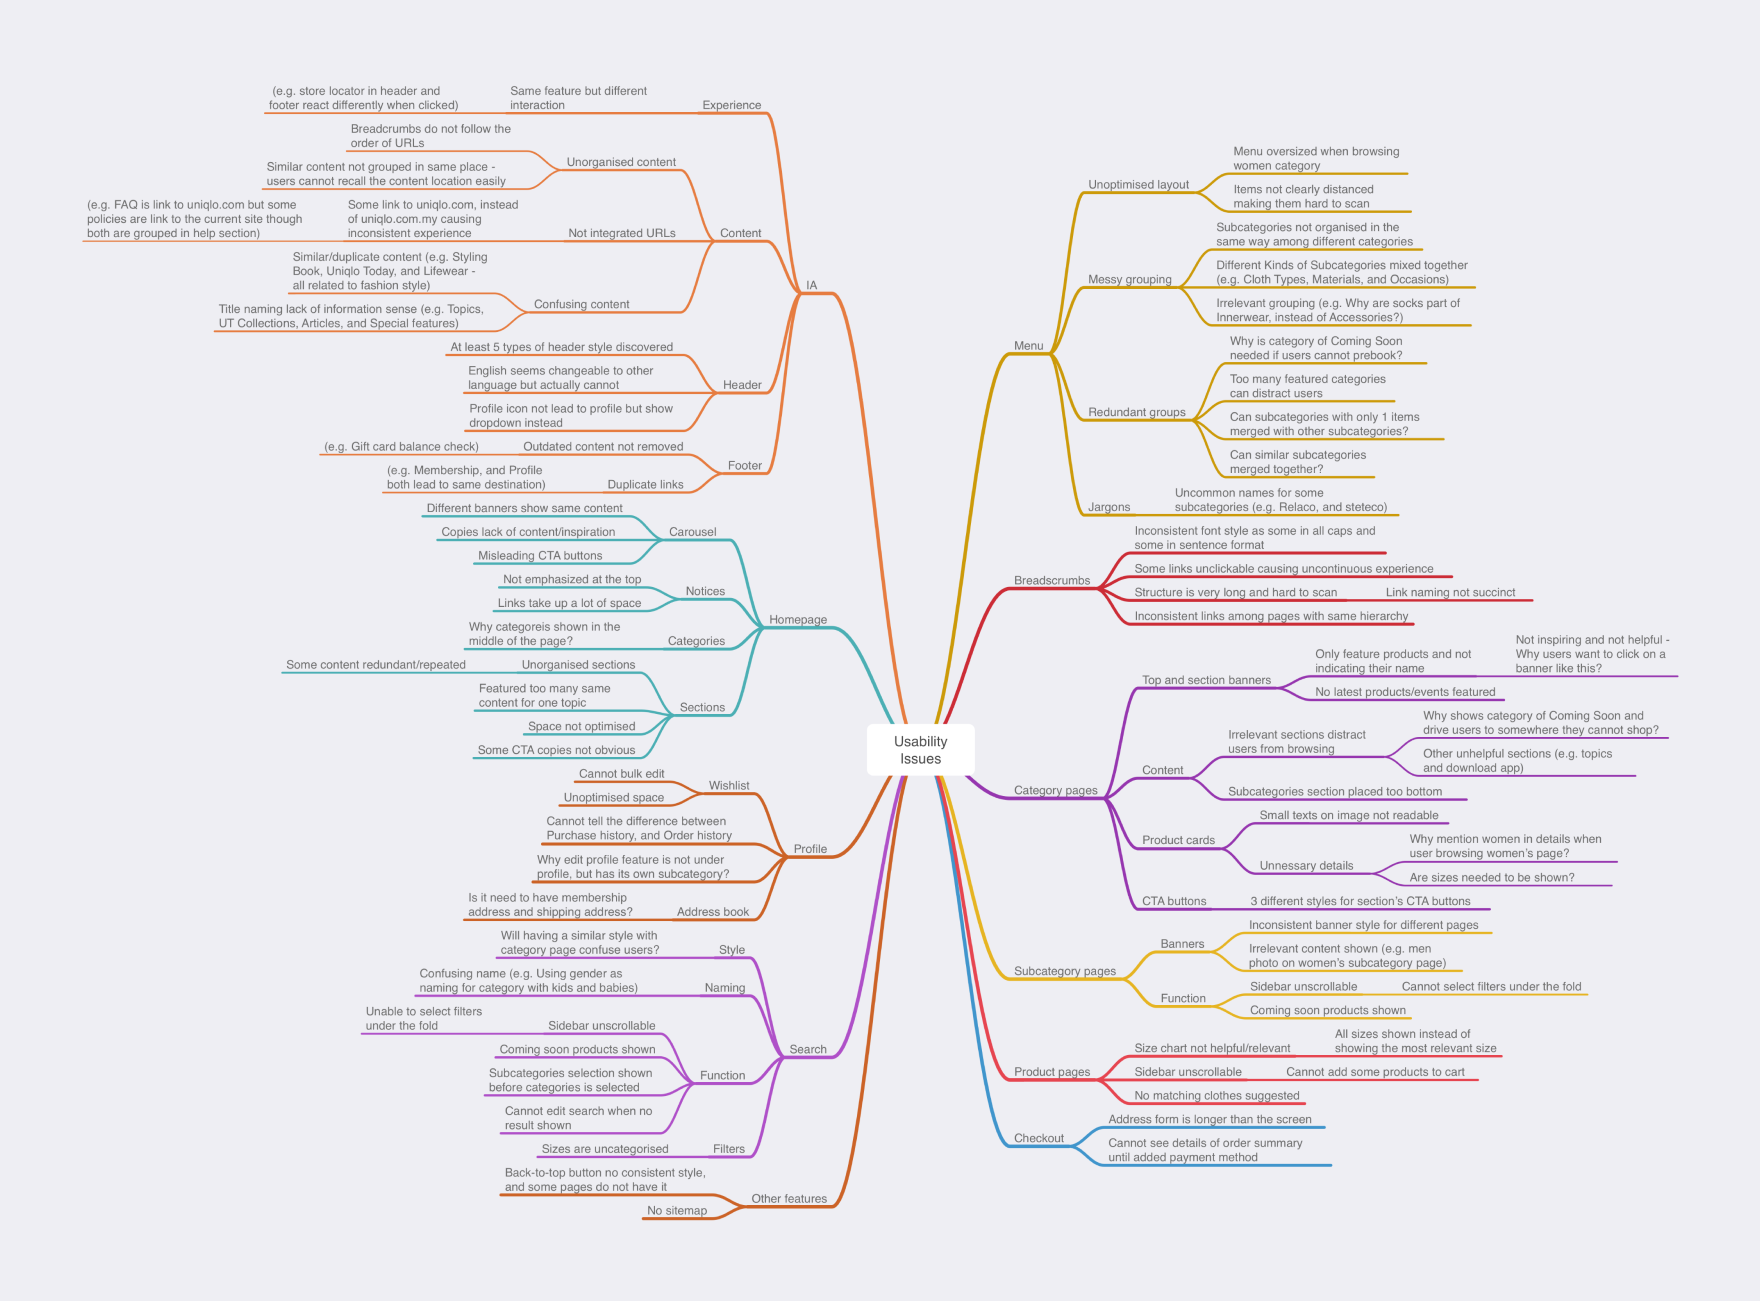 Usability
Issues
IA
Experience
Same feature but different
interaction
(e.g. store locator in header and
footer react differently when clicked)
Content
Unorganised content
Breadcrumbs do not follow the
order of URLs
Similar content not grouped in same place -
users cannot recall the content location easily
Not integrated URLs
Some link to uniqlo.com, instead
of uniqlo.com.my causing
inconsistent experience
(e.g. FAQ is link to uniqlo.com but some
policies are link to the current site though
both are grouped in help section)
Confusing content
Similar/duplicate content (e.g. Styling
Book, Uniqlo Today, and Lifewear -
all related to fashion style)
Title naming lack of information sense (e.g. Topics,
UT Collections, Articles, and Special features)
Header
At least 5 types of header style discovered
English seems changeable to other
language but actually cannot
Profile icon not lead to profile but show
dropdown instead
Footer
Outdated content not removed
(e.g. Gift card balance check)
Duplicate links
(e.g. Membership, and Profile
both lead to same destination)
Homepage
Carousel
Different banners show same content
Copies lack of content/inspiration
Misleading CTA buttons
Notices
Not emphasized at the top
Links take up a lot of space
Categories
Why categoreis shown in the
middle of the page?
Sections
Unorganised sections
Some content redundant/repeated
Featured too many same
content for one topic
Space not optimised
Some CTA copies not obvious
Profile
Wishlist
Cannot bulk edit
Unoptimised space
Cannot tell the difference between
Purchase history, and Order history
Why edit profile feature is not under
profile, but has its own subcategory?
Address book
Is it need to have membership
address and shipping address?
Search
Style
Will having a similar style with
category page confuse users?
Naming
Confusing name (e.g. Using gender as
naming for category with kids and babies)
Function
Sidebar unscrollable
Unable to select filters
under the fold
Coming soon products shown
Subcategories selection shown
before categories is selected
Cannot edit search when no
result shown
Filters
Sizes are uncategorised
Other features
Back-to-top button no consistent style,
and some pages do not have it
No sitemap
Menu
Unoptimised layout
Menu oversized when browsing
women category
Items not clearly distanced
making them hard to scan
Messy grouping
Subcategories not organised in the
same way among different categories
Different Kinds of Subcategories mixed together
(e.g. Cloth Types, Materials, and Occasions)
Irrelevant grouping (e.g. Why are socks part of
Innerwear, instead of Accessories?)
Redundant groups
Why is category of Coming Soon
needed if users cannot prebook?
Too many featured categories
can distract users
Can subcategories with only 1 items
merged with other subcategories?
Can similar subcategories
merged together?
Jargons
Uncommon names for some
subcategories (e.g. Relaco, and steteco)
Breadscrumbs
Inconsistent font style as some in all caps and
some in sentence format
Some links unclickable causing uncontinuous experience
Structure is very long and hard to scan
Link naming not succinct
Inconsistent links among pages with same hierarchy
Category pages
Top and section banners
Only feature products and not
indicating their name
Not inspiring and not helpful -
Why users want to click on a
banner like this?
No latest products/events featured
Content
Irrelevant sections distract
users from browsing
Why shows category of Coming Soon and
drive users to somewhere they cannot shop?
Other unhelpful sections (e.g. topics
and download app)
Subcategories section placed too bottom
Product cards
Small texts on image not readable
Unnessary details
Why mention women in details when
user browsing women's page?
Are sizes needed to be shown?
CTA buttons
3 different styles for section's CTA buttons
Subcategory pages
Banners
Inconsistent banner style for different pages
Irrelevant content shown (e.g. men
photo on women's subcategory page)
Function
Sidebar unscrollable
Cannot select filters under the fold
Coming soon products shown
Product pages
Size chart not helpful/relevant
All sizes shown instead of
showing the most relevant size
Sidebar unscrollable
Cannot add some products to cart
No matching clothes suggested
Checkout
Address form is longer than the screen
Cannot see details of order summary
until added payment method